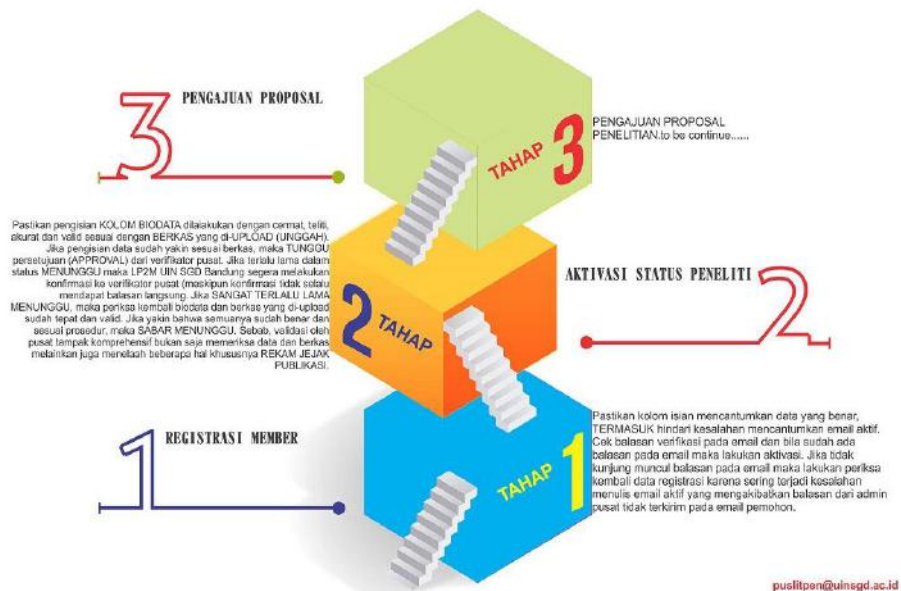 3 PENGAJUAN PROPOSAL
TAHAP 3
PENGAJUAN PROPOSAL
PENELITIAN.to be continue......
Pastikan pengisian KOLOM BIODATA dilalakukan dengan cermat, teliti,
akurat dan valid sesuai dengan BERKAS yang di-UPLOAD (UNGGAH).
Jika pengisian data sudah yakin sesuai berkas, maka TUNGGU
persetujuan (APPROVAL) dari verifikator pusat. Jika terlalu lama dalam
status MENUNGGU maka LP2M UIN SGD Bandung segera melakukan
konfirmasi ke verifikator pusat (meskipun konfirmasi tidak selalu
mendapat balasan langsung. Jika SANGAT TERLALU LAMA
MENUNGGU, maka periksa kembali biodata dan berkas yang di-upload
sudah tepat dan valid. Jika yakin bahwa semuanya sudah benar dan
sesuai prosedur, maka SABAR MENUNGGU. Sebab, validasi oleh
pusat tampak komprehensif bukan saja memeriksa data dan berkas
melainkan juga menelaah beberapa hal khususnya REKAM JEJAK
PUBLIKASI.
2 TAHAP
AKTIVASI STATUS PENELITI 2
1 REGISTRASI MEMBER
TAHAP 1
Pastikan kolom isian mencantumkan data yang benar,
TERMASUK hindari kesalahan mencantumkan email aktif.
Cek balasan verifikasi pada email dan bila sudah ada
balasan pada email maka lakukan aktivasi. Jika tidak
kunjung muncul balasan pada email maka lakukan periksa
kembali data registrasi karena sering terjadi kesalahan
menulis email aktif yang mengakibatkan balasan dari admin
pusat tidak terkirim pada email pemohon.
puslitpen@uinsgd.ac.id